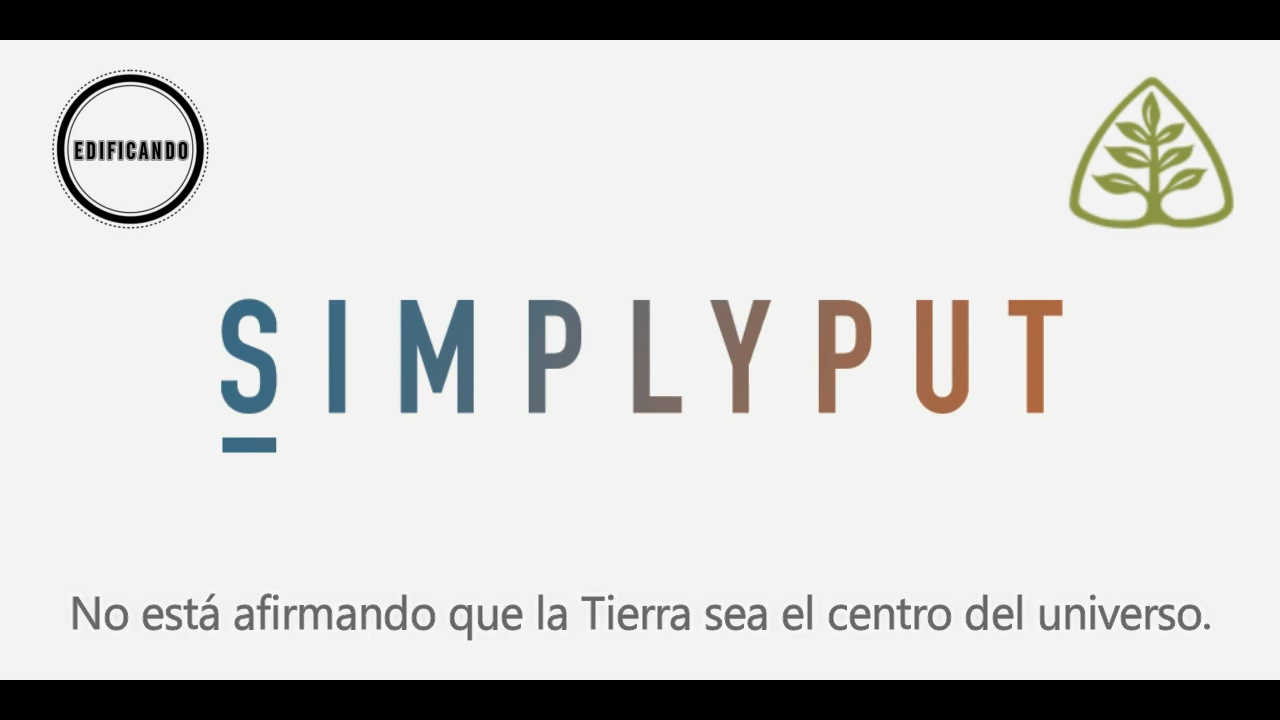 EDIFICANDO
SIMPLYPUT
No está afirmando que la Tierra sea el centro del universo.